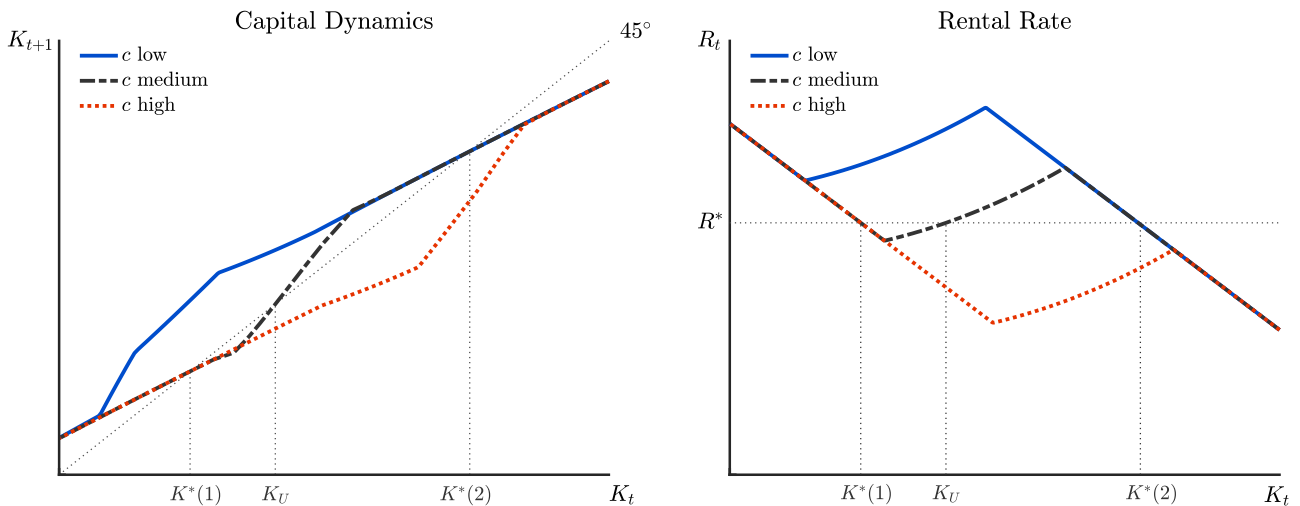 Capital Dynamics
K_{t+1}
45°
c low
c medium
c high
K*(1)
K_U
K*(2)
K_t
Rental Rate
R_t
c low
c medium
c high
R*
K*(1)
K_U
K*(2)
K_t